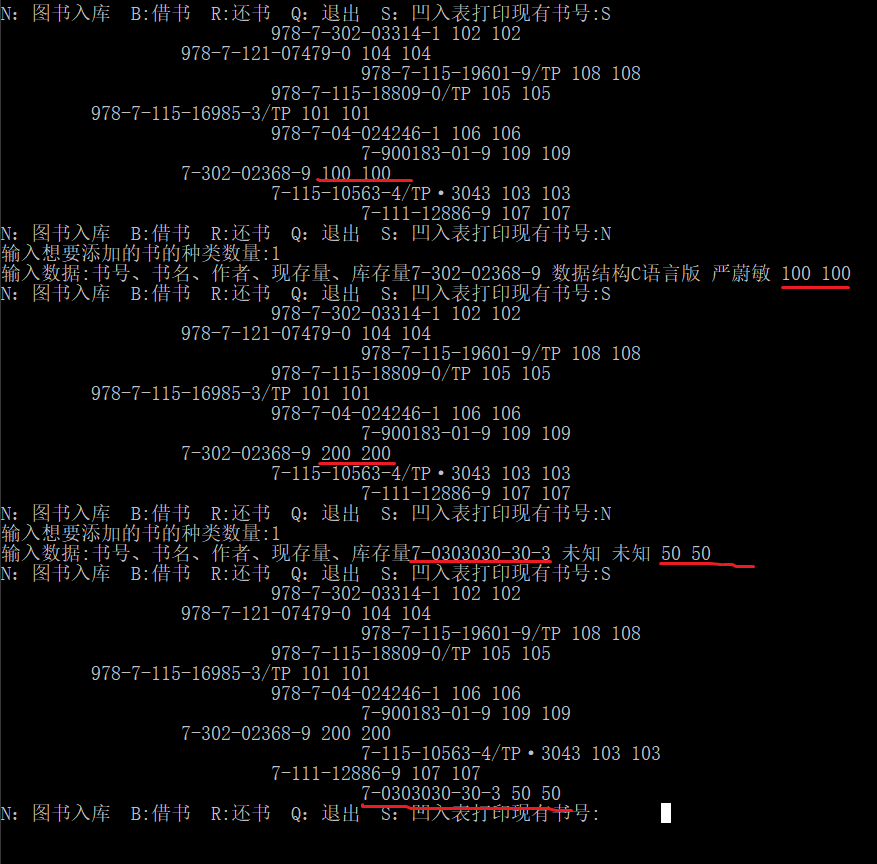 N: 图书入库  B:借书  R:还书  Q: 退出  S: 凹入表打印现有书号:S
978-7-302-03314-1 102 102
978-7-121-07479-0 104 104
978-7-115-19601-9/TP 108 108
978-7-115-18809-0/TP 105 105
978-7-115-16985-3/TP 101 101
978-7-04-024246-1 106 106
7-900183-01-9 109 109
7-302-02368-9 100 100
7-115-10563-4/TP·3043 103 103
7-111-12886-9 107 107
N: 图书入库  B:借书  R:还书  Q: 退出  S: 凹入表打印现有书号:N
输入想要添加的书的种类数量:1
输入数据:书号、书名、作者、现存量、库存量7-302-02368-9 数据结构C语言版 严蔚敏 100 100
N: 图书入库  B:借书  R:还书  Q: 退出  S: 凹入表打印现有书号:S
978-7-302-03314-1 102 102
978-7-121-07479-0 104 104
978-7-115-19601-9/TP 108 108
978-7-115-18809-0/TP 105 105
978-7-115-16985-3/TP 101 101
978-7-04-024246-1 106 106
7-900183-01-9 109 109
7-302-02368-9 200 200
7-115-10563-4/TP·3043 103 103
7-111-12886-9 107 107
N: 图书入库  B:借书  R:还书  Q: 退出  S: 凹入表打印现有书号:N
输入想要添加的书的种类数量:1
输入数据:书号、书名、作者、现存量、库存量7-0303030-30-3 未知 未知 50 50
N: 图书入库  B:借书  R:还书  Q: 退出  S: 凹入表打印现有书号:S
978-7-302-03314-1 102 102
978-7-121-07479-0 104 104
978-7-115-19601-9/TP 108 108
978-7-115-18809-0/TP 105 105
978-7-115-16985-3/TP 101 101
978-7-04-024246-1 106 106
7-900183-01-9 109 109
7-302-02368-9 200 200
7-115-10563-4/TP·3043 103 103
7-111-12886-9 107 107
7-0303030-30-3 50 50
N: 图书入库  B:借书  R:还书  Q: 退出  S: 凹入表打印现有书号: